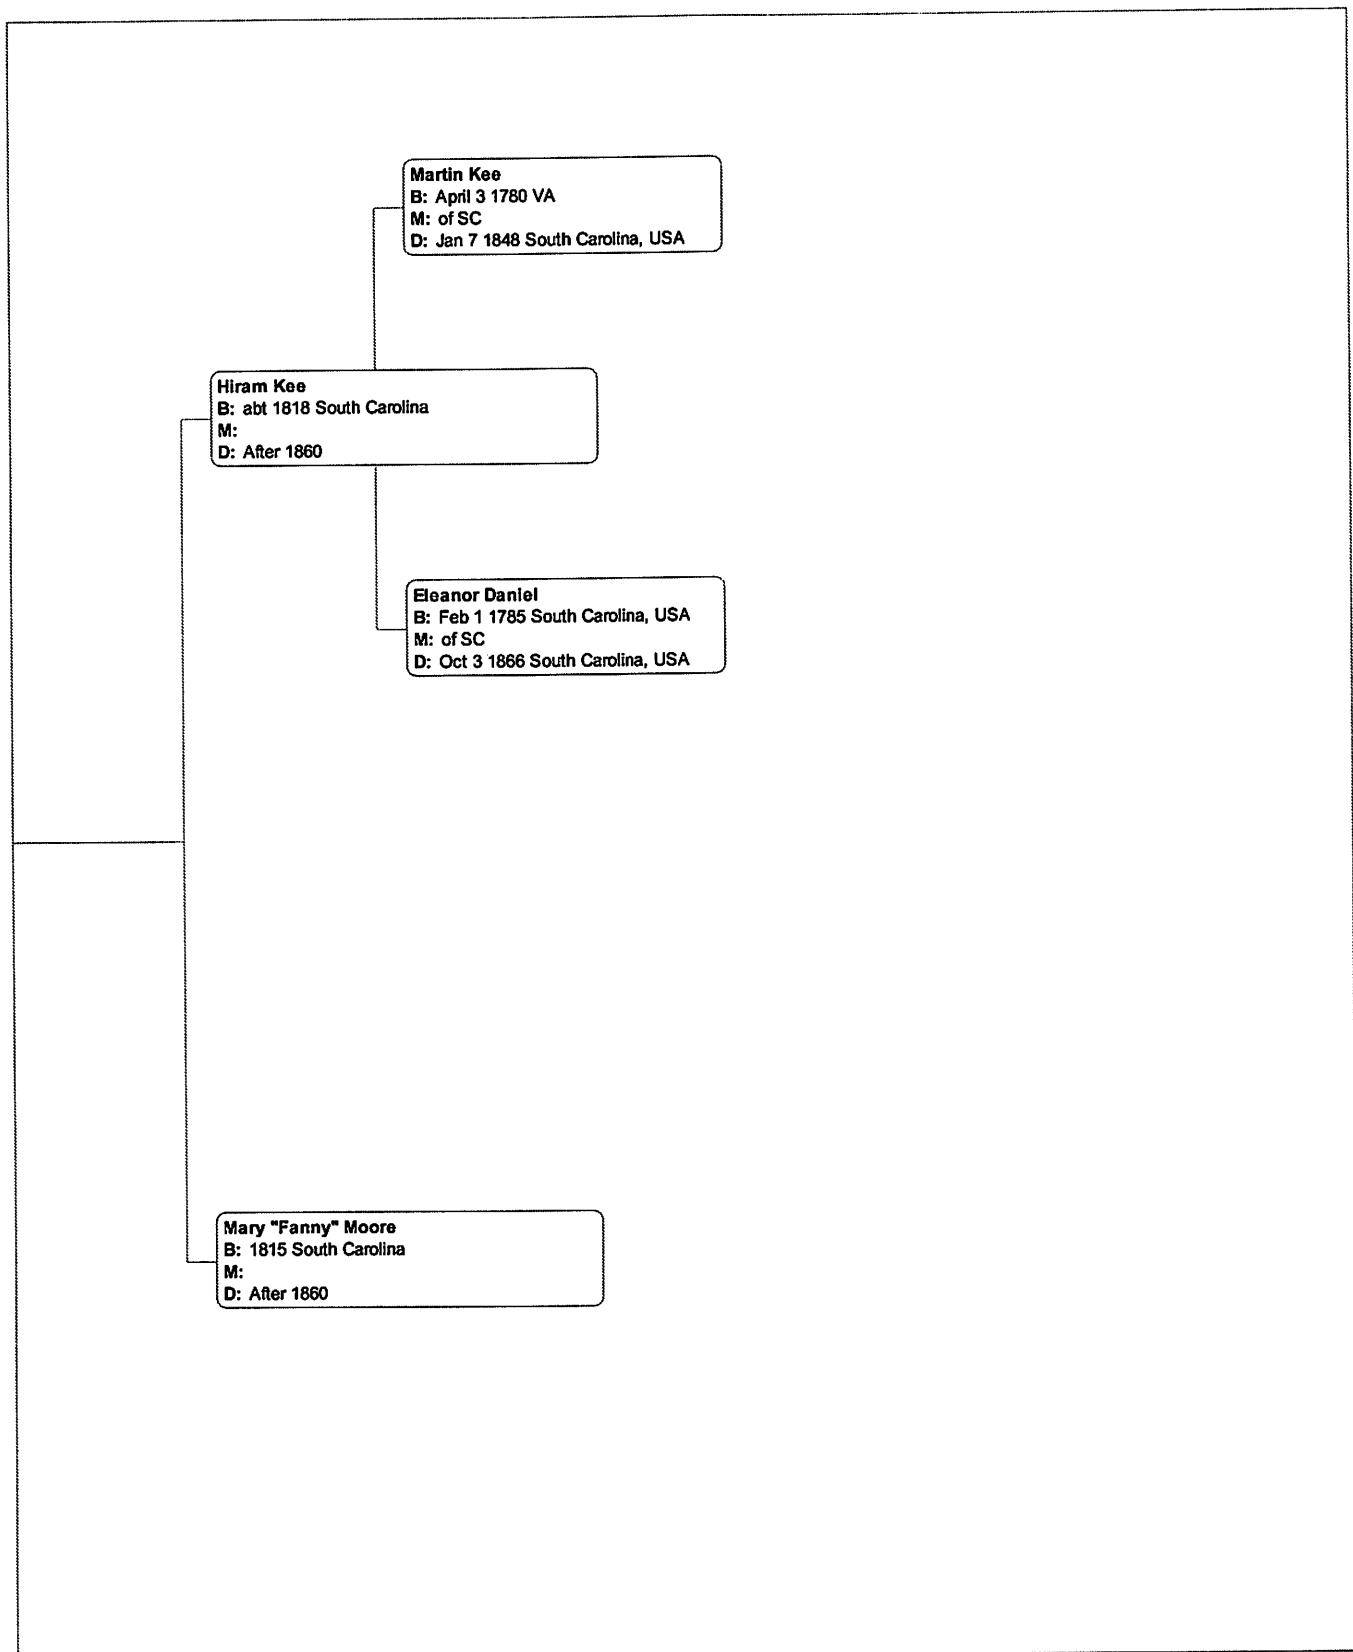 Martin Kee
B: April 3 1780 VA
M: of SC
D: Jan 7 1848 South Carolina, USA
Hiram Kee
B: abt 1818 South Carolina
M:
D: After 1860
Eleanor Daniel
B: Feb 1 1785 South Carolina, USA
M: of SC
D: Oct 3 1866 South Carolina, USA
Mary "Fanny" Moore
B: 1815 South Carolina
M:
D: After 1860